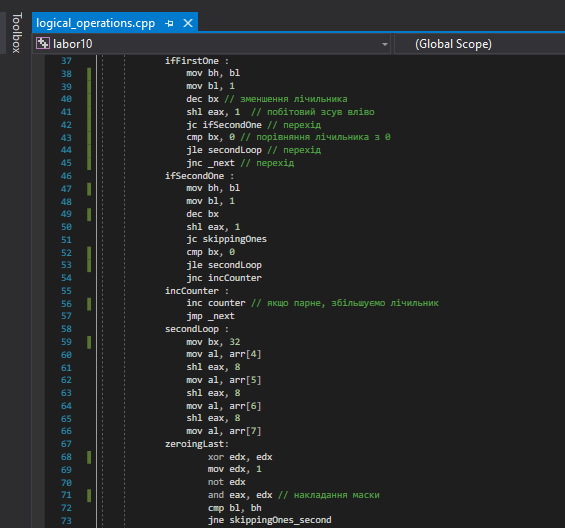 Toolbox
logical_operations.cpp
labor10
(Global Scope)
37 ifFirstOne :
38 mov bh, bl
39 mov bl, 1
40 dec bx // зменшення лічильника
41 shl eax, 1 // побітовий зсув вліво
42 jc ifSecondOne // перехід
43 cmp bx, 0 // порівняння лічильника з 0
44 jle secondLoop // перехід
45 jnc _next // перехід
46 ifSecondOne :
47 mov bh, bl
48 mov bl, 1
49 dec bx
50 shl eax, 1
51 jc skippingOnes
52 cmp bx, 0
53 jle secondLoop
54 jnc incCounter
55 incCounter :
56 inc counter // якщо парне, збільшуємо лічильник
57 jmp _next
58 secondLoop :
59 mov bx, 32
60 mov al, arr[4]
61 shl eax, 8
62 mov al, arr[5]
63 shl eax, 8
64 mov al, arr[6]
65 shl eax, 8
66 mov al, arr[7]
67 zeroingLast:
68 xor edx, edx
69 mov edx, 1
70 not edx
71 and eax, edx // накладання маски
72 cmp bl, bh
73 jne skippingOnes_second